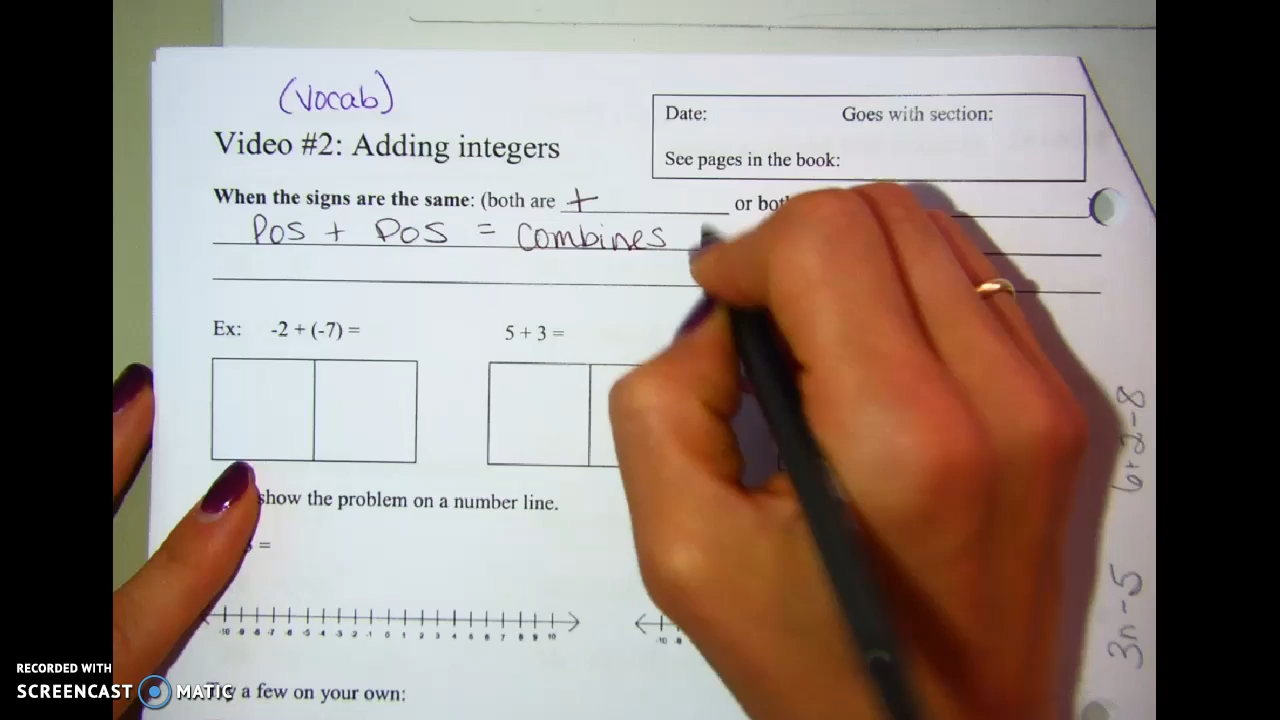 (vocab)
Date: Goes with section:
Video #2: Adding integers
See pages in the book:
When the signs are the same: (both are + or
Pos + Pos = combines
Ex: -2 + (-7) = 5 + 3 =
show the problem on a number line.
=
-10 -9 -8 -7 -6 -5 -4 -3 -2 -1 0 1 2 3 4 5 6 7 8 9 10
-10
a few on your own:
6+2-8
3n-5
RECORDED WITH
SCREENCAST MATIC